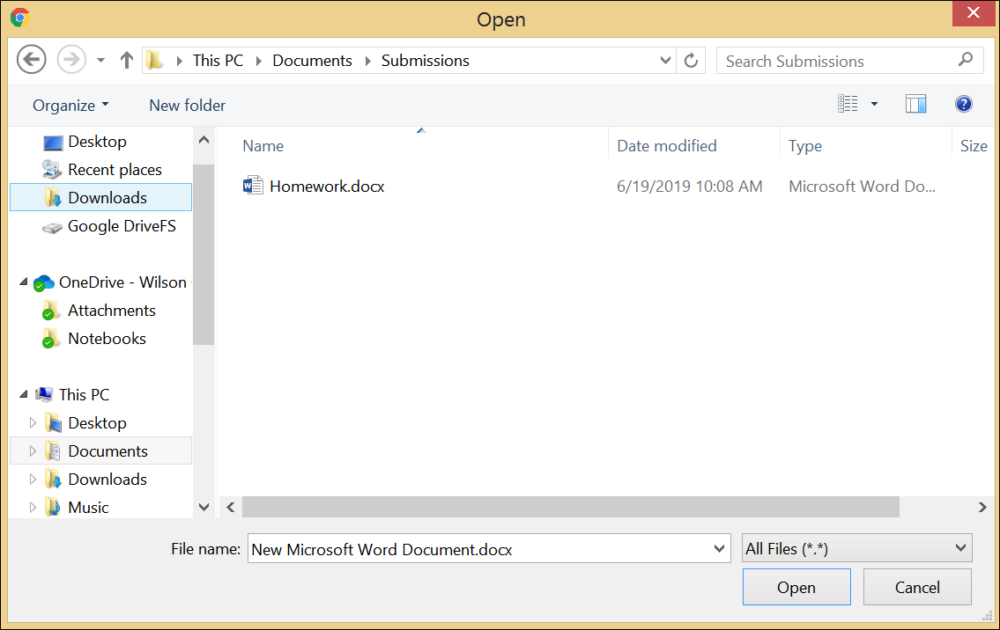 Open
This PC Documents Submissions
Search Submissions
Organize New folder
Name Date modified Type Size
Homework.docx 6/19/2019 10:08 AM Microsoft Word Do...
Desktop
Recent places
Downloads
Google DriveFS
OneDrive - Wilson
Attachments
Notebooks
This PC
Desktop
Documents
Downloads
Music
File name: New Microsoft Word Document.docx All Files (*.*)
Open Cancel